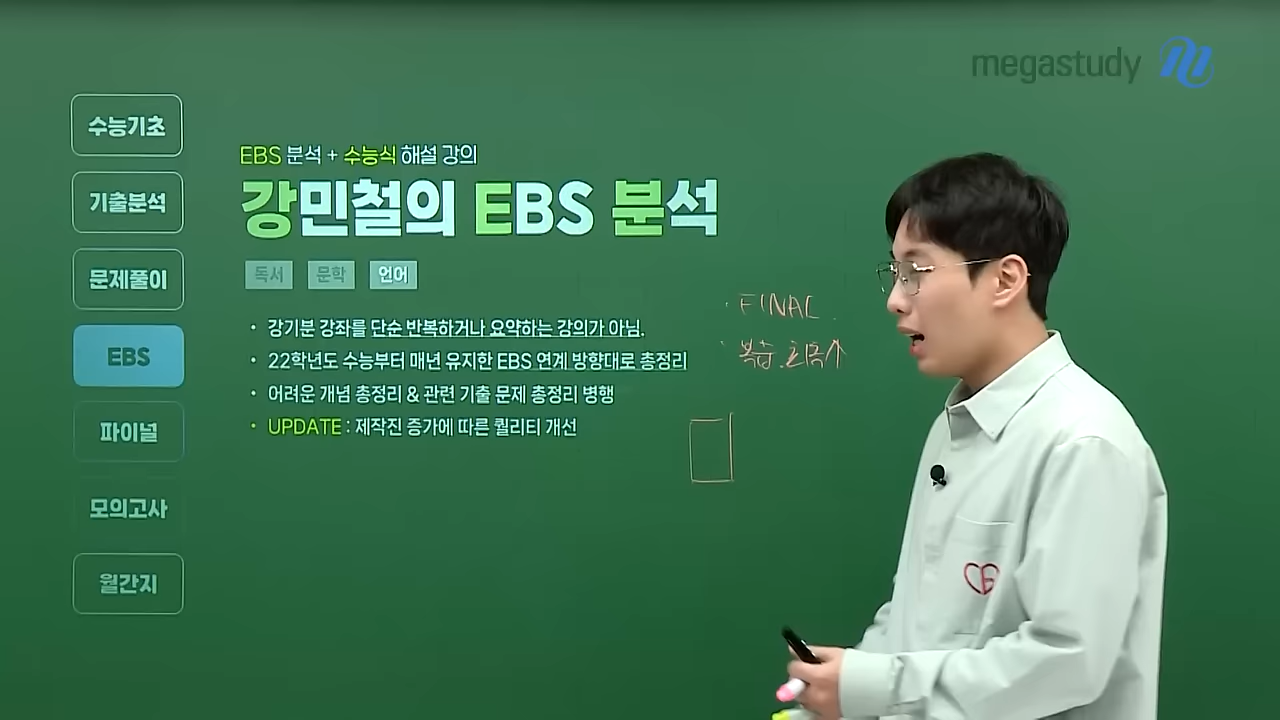 megastudy
수능기초
기출분석
문제풀이
EBS
파이널
모의고사
월간지
EBS 분석 + 수능식 해설 강의
강민철의 EBS 분석
독서 문학 언어
· 강기분 강좌를 단순 반복하거나 요약하는 강의가 아님.
· 22학년도 수능부터 매년 유지한 EBS 연계 방향대로 총정리
· 어려운 개념 총정리 & 관련 기출 문제 총정리 병행
· UPDATE : 제작진 증가에 따른 퀄리티 개선
· FINAL
· 복습